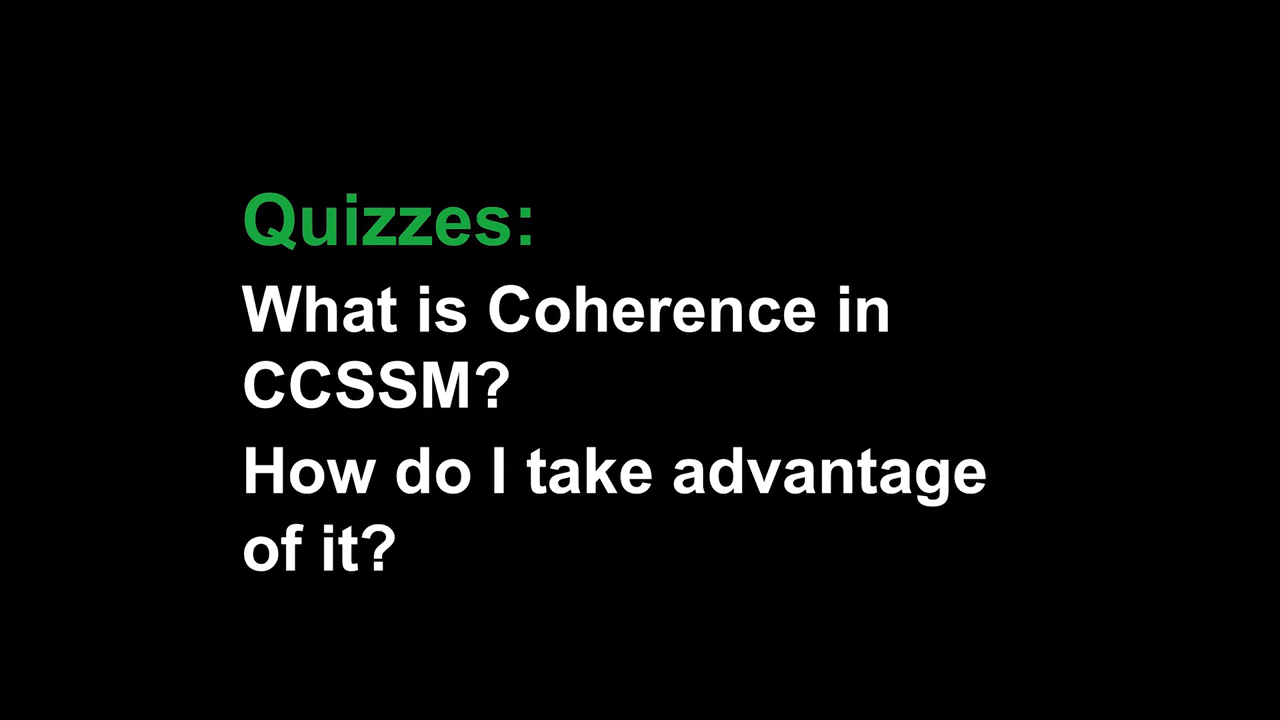 Quizzes:
What is Coherence in
CCSSM?
How do I take advantage
of it?